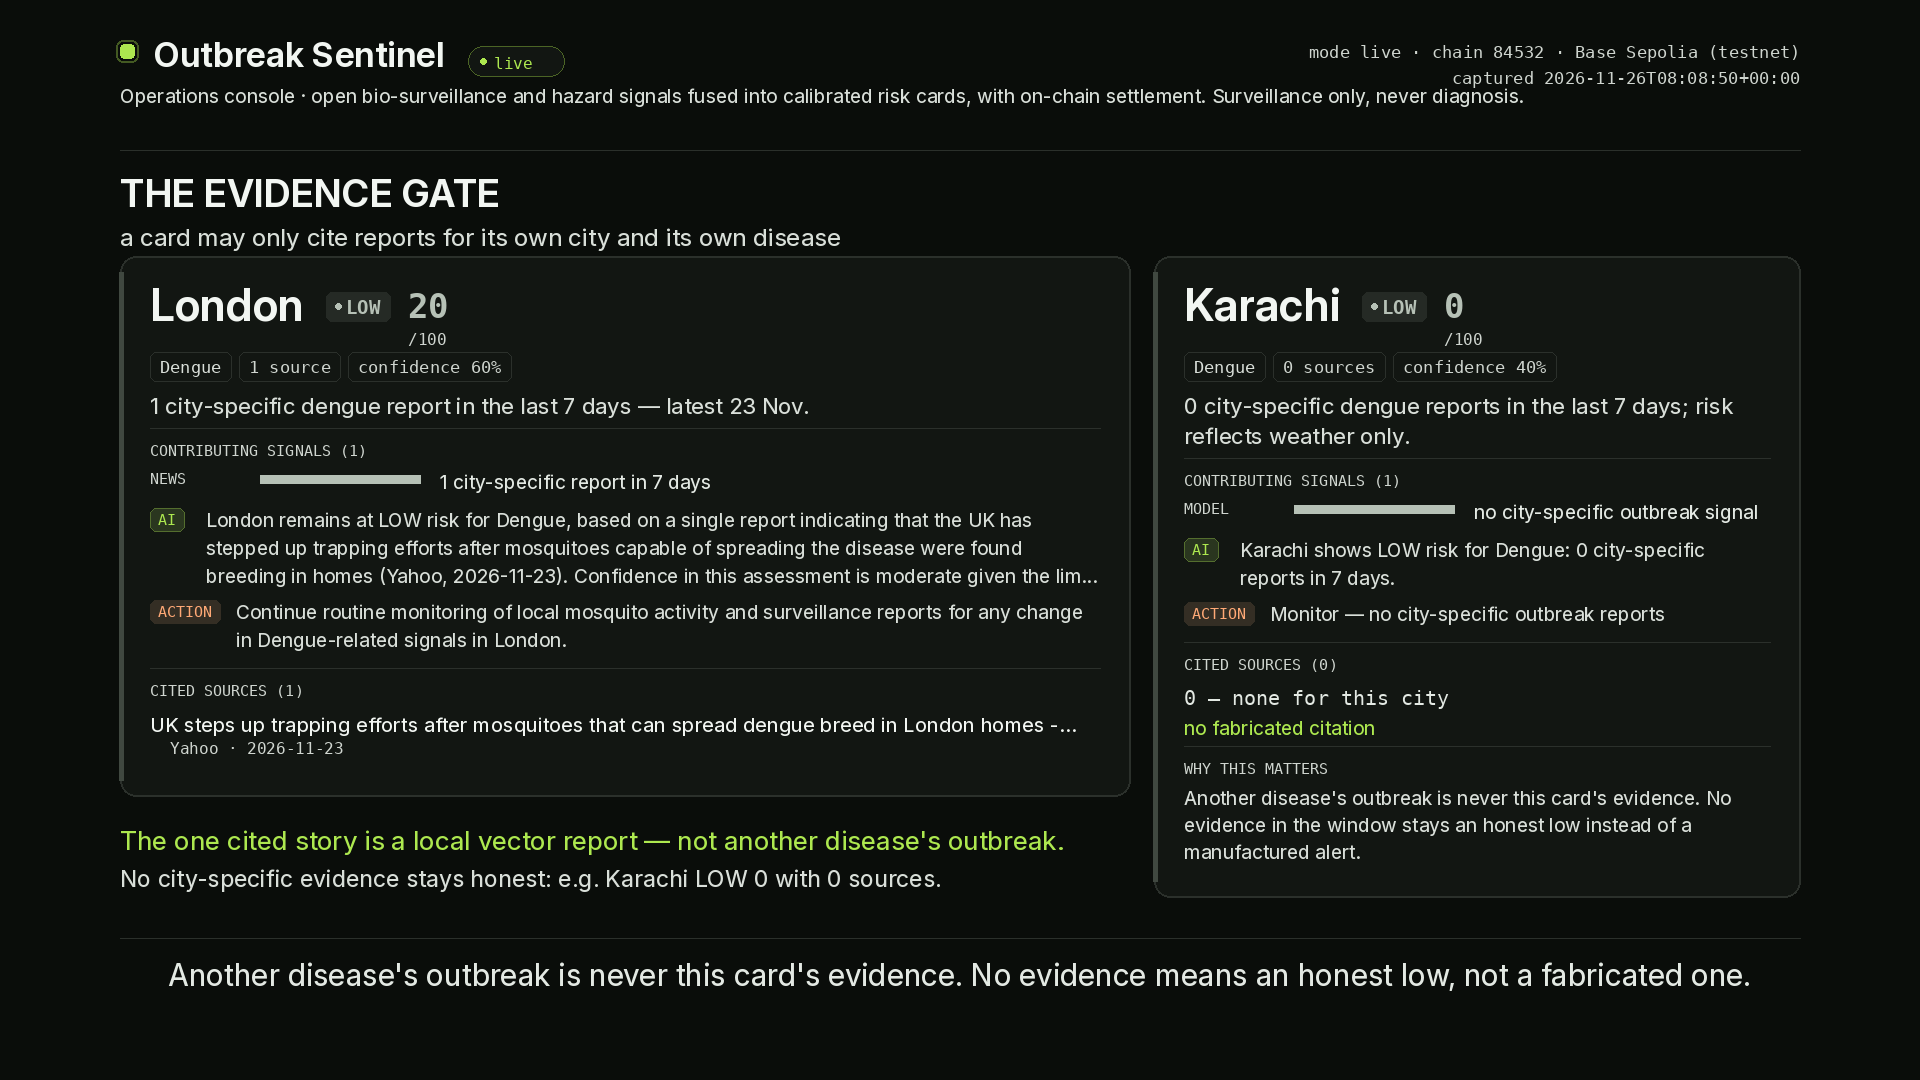 Outbreak Sentinel
live
mode live · chain 84532 · Base Sepolia (testnet)
captured 2026-11-26T08:08:50+00:00
Operations console · open bio-surveillance and hazard signals fused into calibrated risk cards, with on-chain settlement. Surveillance only, never diagnosis.
THE EVIDENCE GATE
a card may only cite reports for its own city and its own disease
London
LOW
20
/100
Dengue
1 source
confidence 60%
1 city-specific dengue report in the last 7 days — latest 23 Nov.
CONTRIBUTING SIGNALS (1)
NEWS
1 city-specific report in 7 days
AI
London remains at LOW risk for Dengue, based on a single report indicating that the UK has
stepped up trapping efforts after mosquitoes capable of spreading the disease were found
breeding in homes (Yahoo, 2026-11-23). Confidence in this assessment is moderate given the lim...
ACTION
Continue routine monitoring of local mosquito activity and surveillance reports for any change
in Dengue-related signals in London.
CITED SOURCES (1)
UK steps up trapping efforts after mosquitoes that can spread dengue breed in London homes -...
Yahoo · 2026-11-23
Karachi
LOW
0
/100
Dengue
0 sources
confidence 40%
0 city-specific dengue reports in the last 7 days; risk
reflects weather only.
CONTRIBUTING SIGNALS (1)
MODEL
no city-specific outbreak signal
AI
Karachi shows LOW risk for Dengue: 0 city-specific
reports in 7 days.
ACTION
Monitor — no city-specific outbreak reports
CITED SOURCES (0)
0 — none for this city
no fabricated citation
WHY THIS MATTERS
Another disease's outbreak is never this card's evidence. No
evidence in the window stays an honest low instead of a
manufactured alert.
The one cited story is a local vector report — not another disease's outbreak.
No city-specific evidence stays honest: e.g. Karachi LOW 0 with 0 sources.
Another disease's outbreak is never this card's evidence. No evidence means an honest low, not a fabricated one.